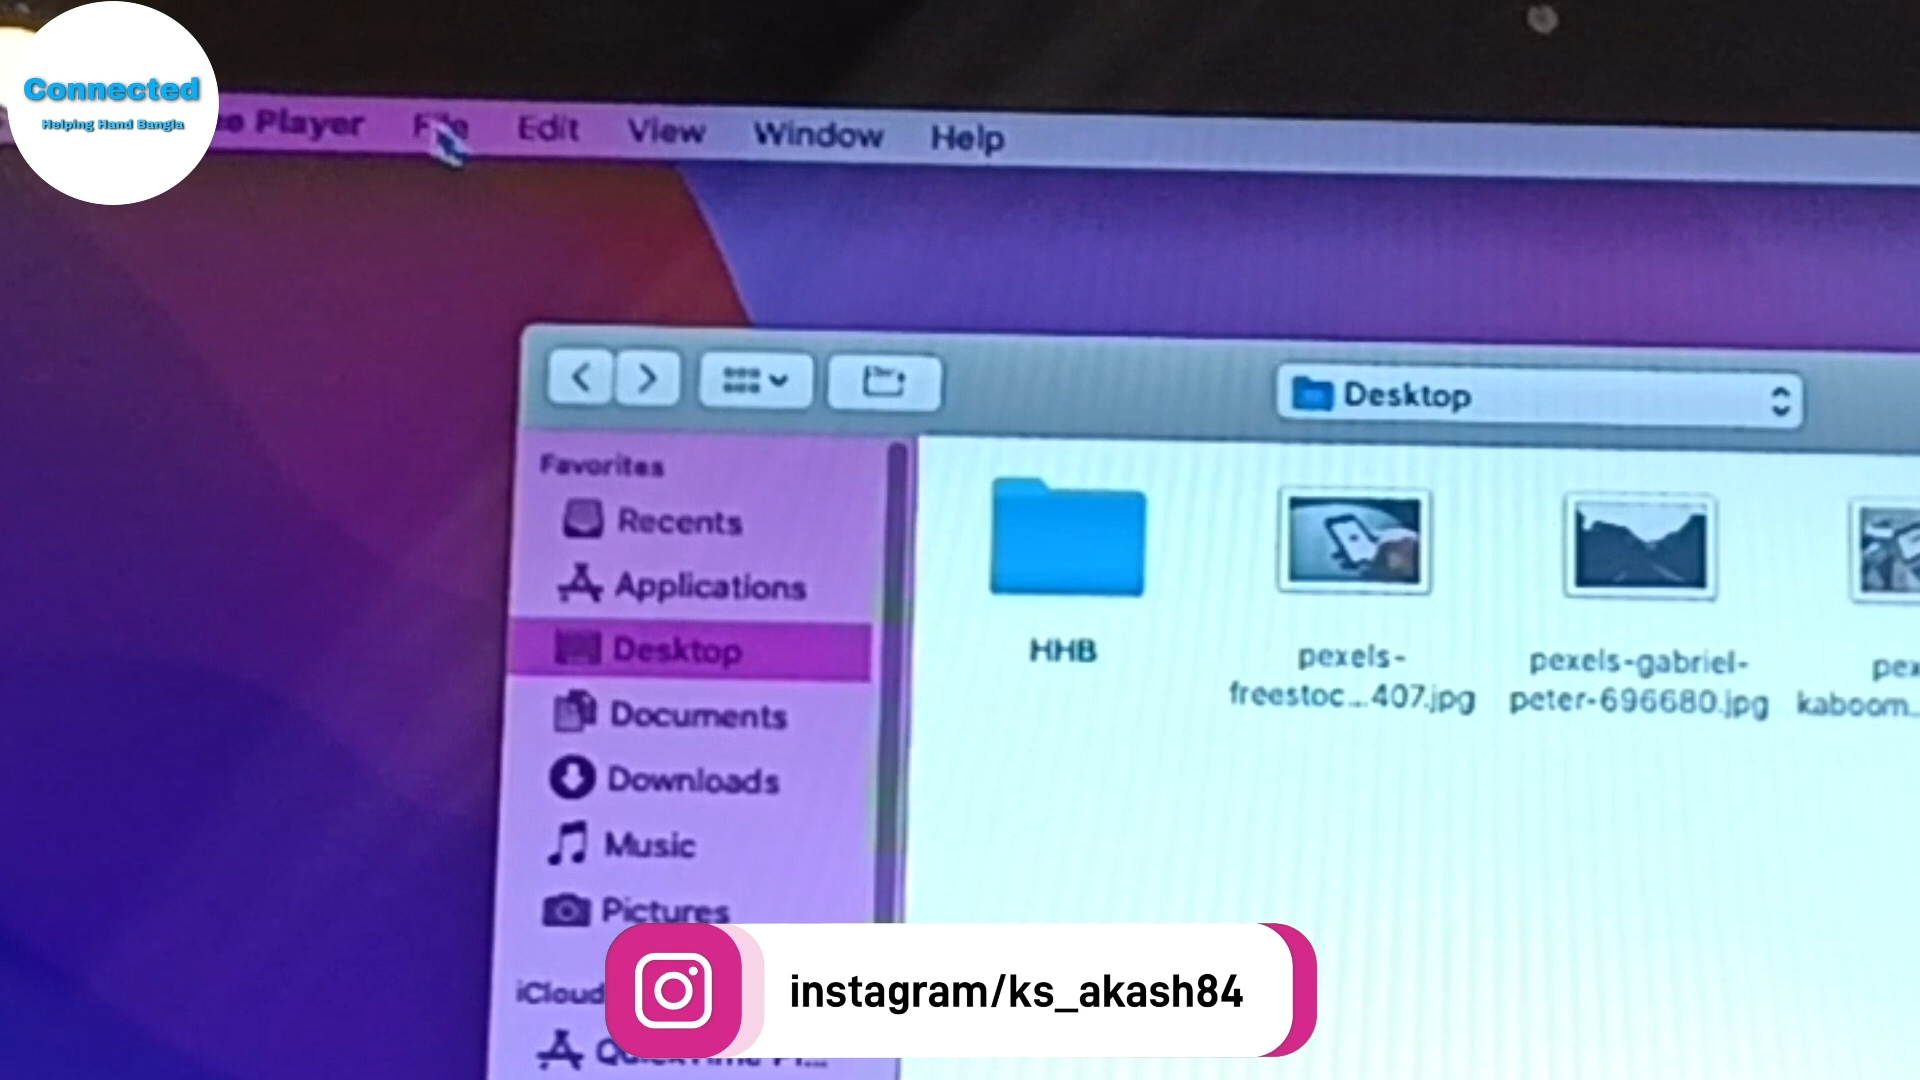 Connected
Helping Hand Bangla
Player File Edit View Window Help
Desktop
Favorites
Recents
Applications
Desktop
Documents
Downloads
Music
Pictures
iCloud
HHB
pexels-
freestoc...407.jpg
pexels-gabriel-
peter-696680.jpg
kaboom...
instagram/ks_akash84